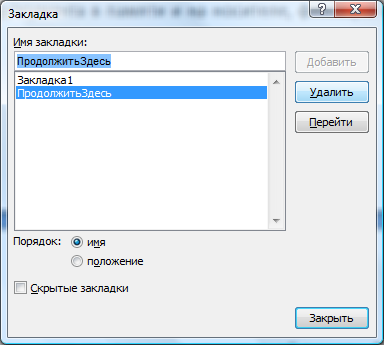 Закладка
Имя закладки:
ПродолжитьЗдесь
Добавить
Закладка1
ПродолжитьЗдесь
Удалить
Перейти
Порядок:
имя
положение
Скрытые закладки
Закрыть